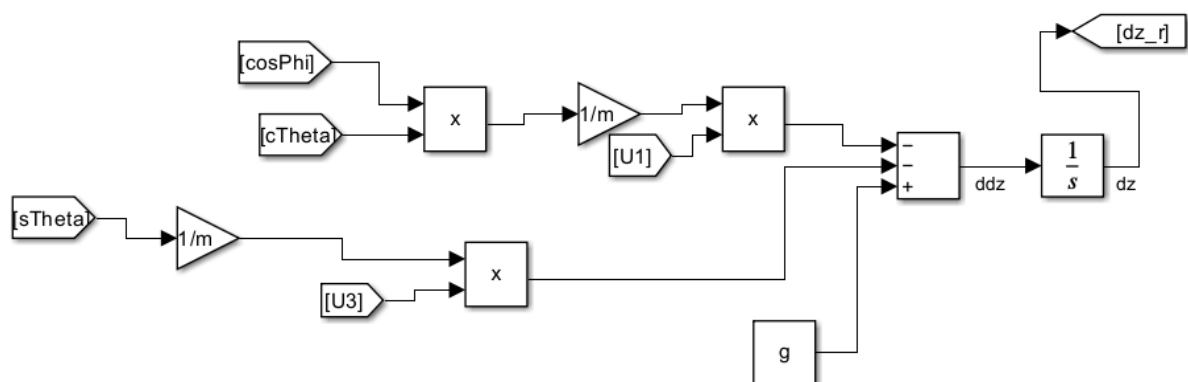 [dz_r]
[cosPhi]
x
1/m
x
[cTheta]
[U1]
−
−
+
ddz
1
s
dz
[sTheta]
1/m
x
[U3]
g